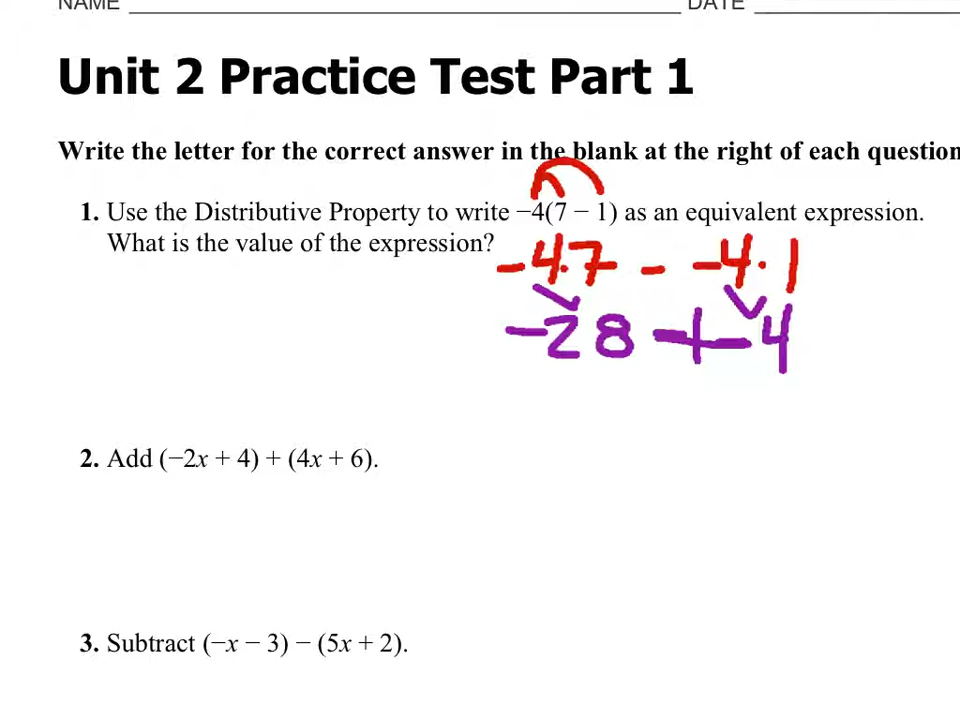 NAME DATE
Unit 2 Practice Test Part 1
Write the letter for the correct answer in the blank at the right of each question
1. Use the Distributive Property to write −4(7 − 1) as an equivalent expression.
What is the value of the expression?
-4·7 - -4·1
-28 + -4
2. Add (−2x + 4) + (4x + 6).
3. Subtract (−x − 3) − (5x + 2).